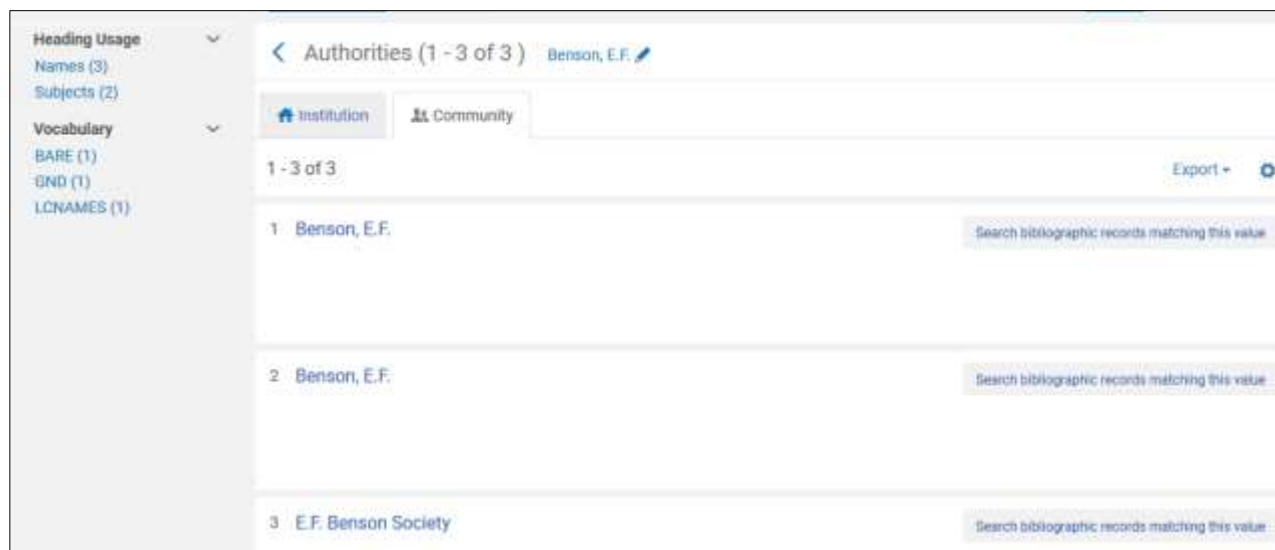 Heading Usage
Names (3)
Subjects (2)
Vocabulary
BARE (1)
GND (1)
LCNAMES (1)
Authorities (1 - 3 of 3 ) Benson, E.F.
Institution Community
1 - 3 of 3 Export
1 Benson, E.F. Search bibliographic records matching this value
2 Benson, E.F. Search bibliographic records matching this value
3 E.F. Benson Society Search bibliographic records matching this value